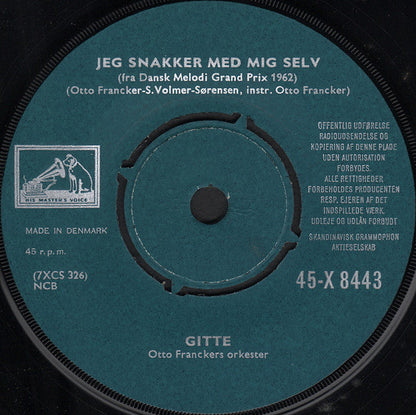 JEG SNAKKER MED MIG SELV
(fra Dansk Melodi Grand Prix 1962)
(Otto Francker-S.Volmer-Sørensen, instr. Otto Francker)
OFFENTLIG UDFØRELSE
RADIOUDSENDELSE OG
KOPIERING AF DENNE PLADE
UDEN AUTORISATION
FORBYDES.
ALLE RETTIGHEDER
FORBEHOLDES PRODUCENTEN
RESP. EJEREN AF DET
INDSPILLEDE VÆRK.
UDLEJE OG UDLÅN FORBUDT
SKANDINAVISK GRAMMOPHON
AKTIESELSKAB
HIS MASTER'S VOICE
MADE IN DENMARK
45 r. p. m.
(7XCS 326)
NCB
45-X 8443
GITTE
Otto Franckers orkester